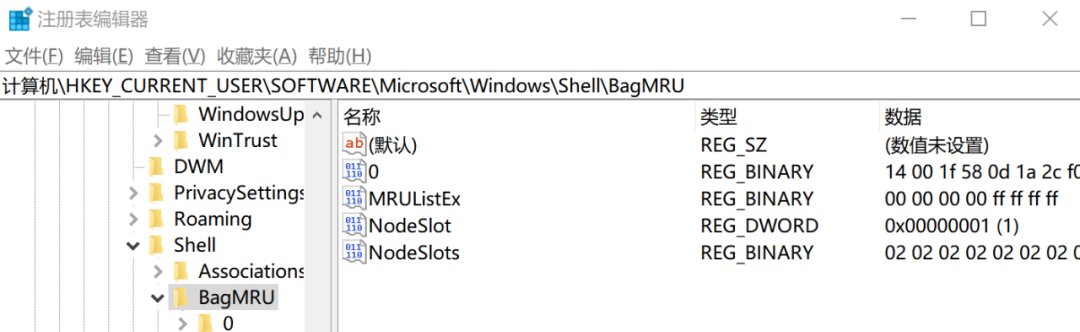 注册表编辑器
文件(F) 编辑(E) 查看(V) 收藏夹(A) 帮助(H)
计算机\HKEY_CURRENT_USER\SOFTWARE\Microsoft\Windows\Shell\BagMRU
WindowsUp
WinTrust
DWM
PrivacySettings
Roaming
Shell
Associations
BagMRU
0
名称 类型 数据
(默认) REG_SZ (数值未设置)
0 REG_BINARY 14 00 1f 58 0d 1a 2c f0
MRUListEx REG_BINARY 00 00 00 00 ff ff ff ff
NodeSlot REG_DWORD 0x00000001 (1)
NodeSlots REG_BINARY 02 02 02 02 02 02 02 0